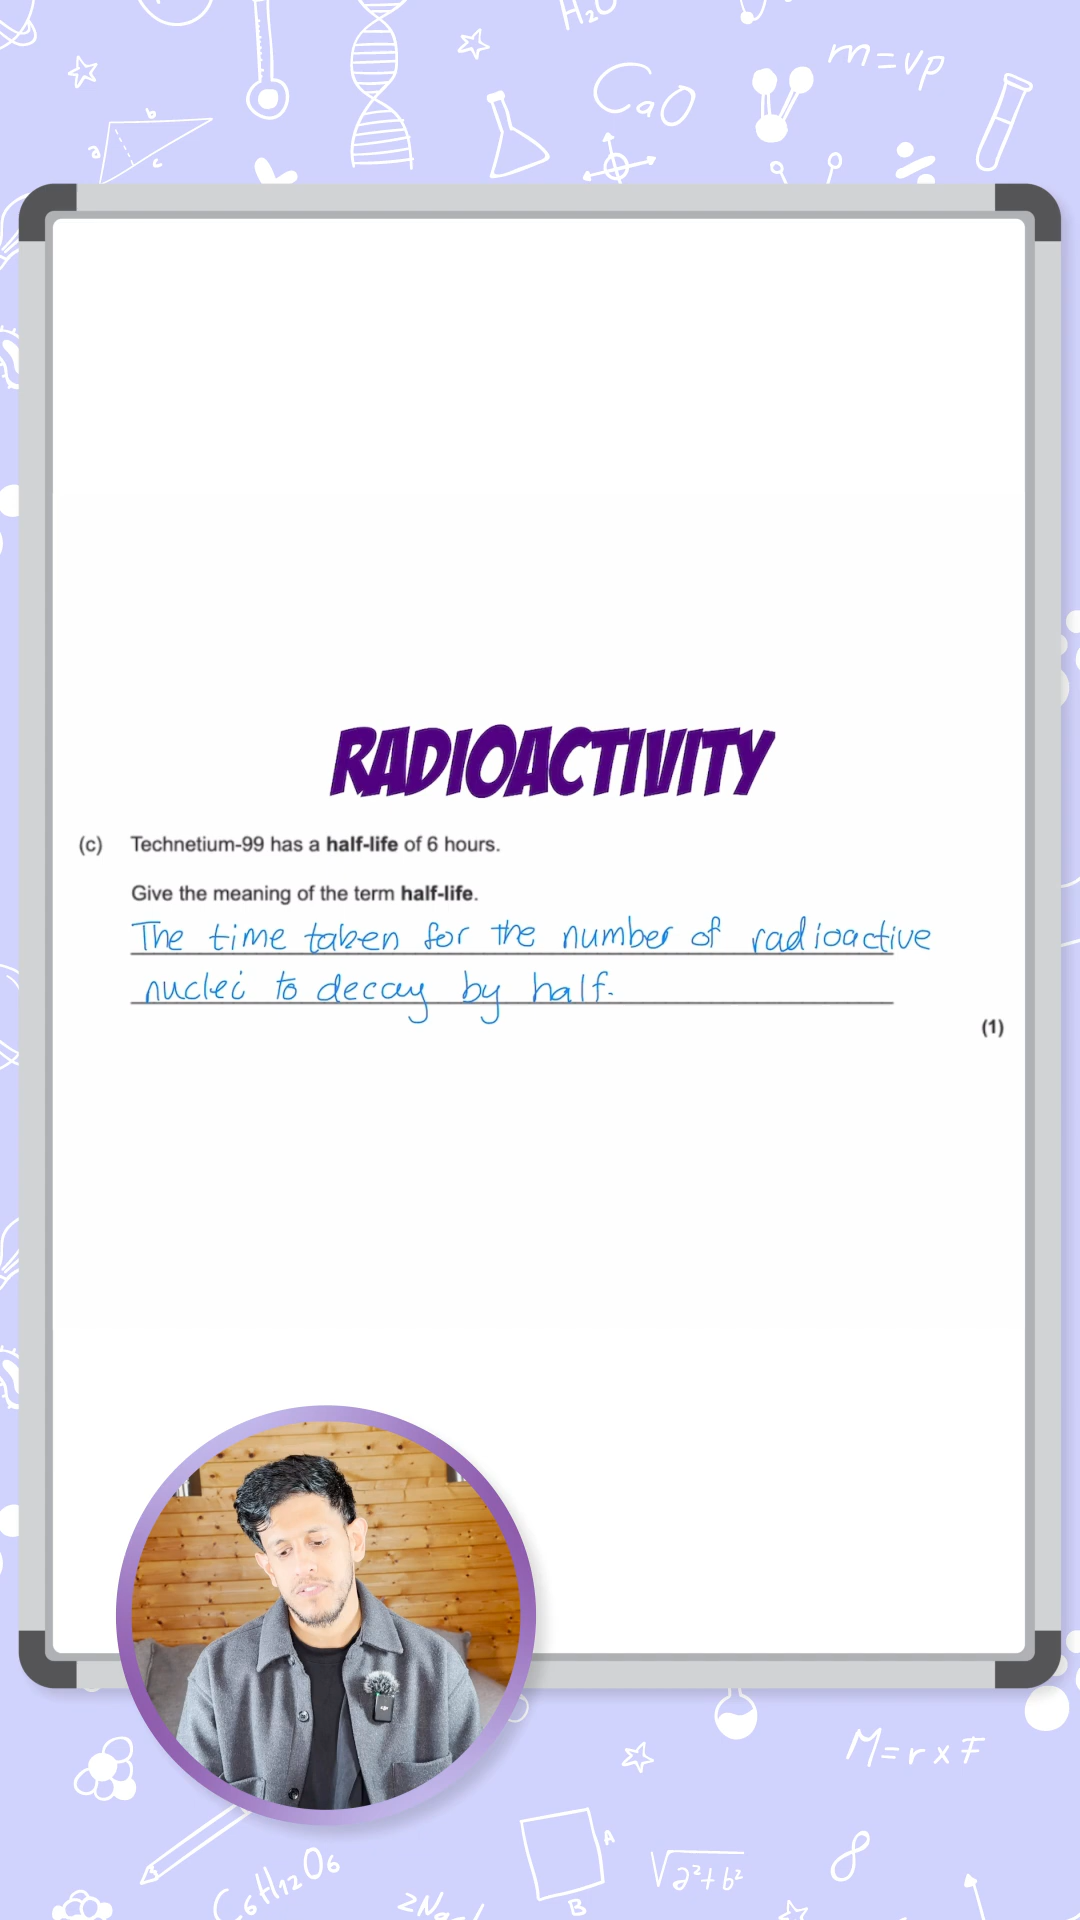 H₂O
m=vp
CaO
b
a
c
RADIOACTIVITY
(c) Technetium-99 has a half-life of 6 hours.
Give the meaning of the term half-life.
The time taken for the number of radioactive
nuclei to decay by half.
(1)
M=r×F
A
B
√a²+b²
8
C₆H₁₂O₆